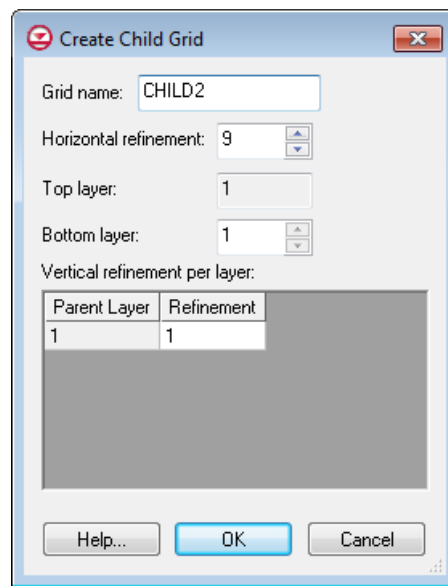 Create Child Grid
Grid name: CHILD2
Horizontal refinement: 9
Top layer: 1
Bottom layer: 1
Vertical refinement per layer:
Parent Layer Refinement
1 1
Help... OK Cancel